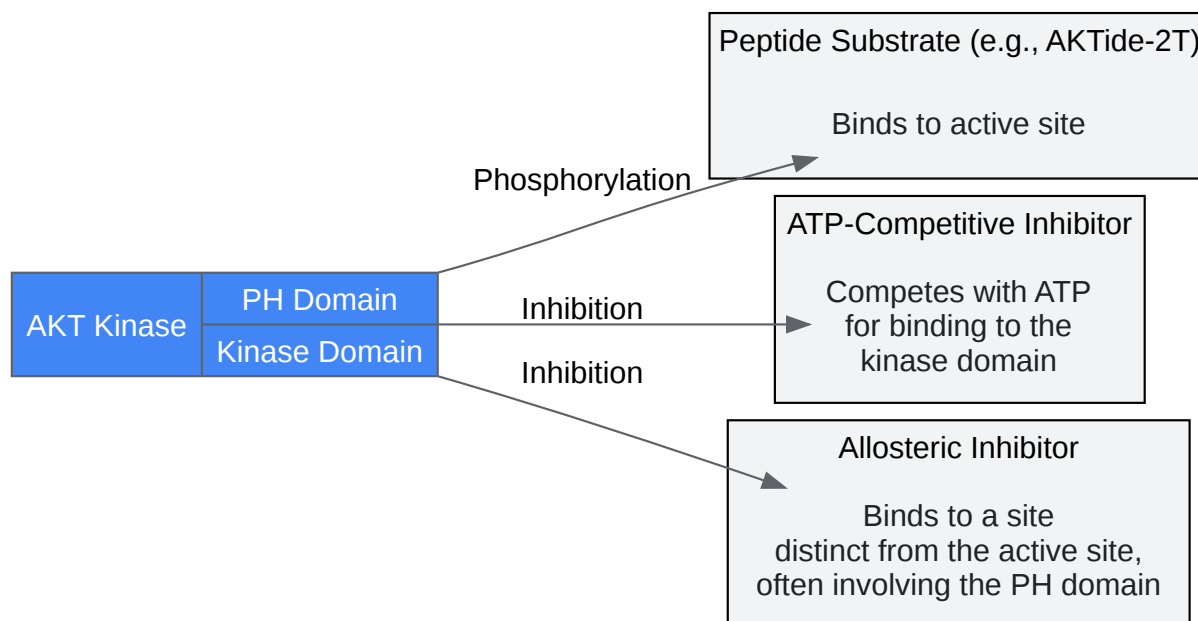 Peptide Substrate (e.g., AKTide-2T)
Binds to active site
Phosphorylation
ATP-Competitive Inhibitor
Competes with ATP
for binding to the
kinase domain
AKT Kinase
PH Domain
Kinase Domain
Inhibition
Inhibition
Allosteric Inhibitor
Binds to a site
distinct from the active site,
often involving the PH domain